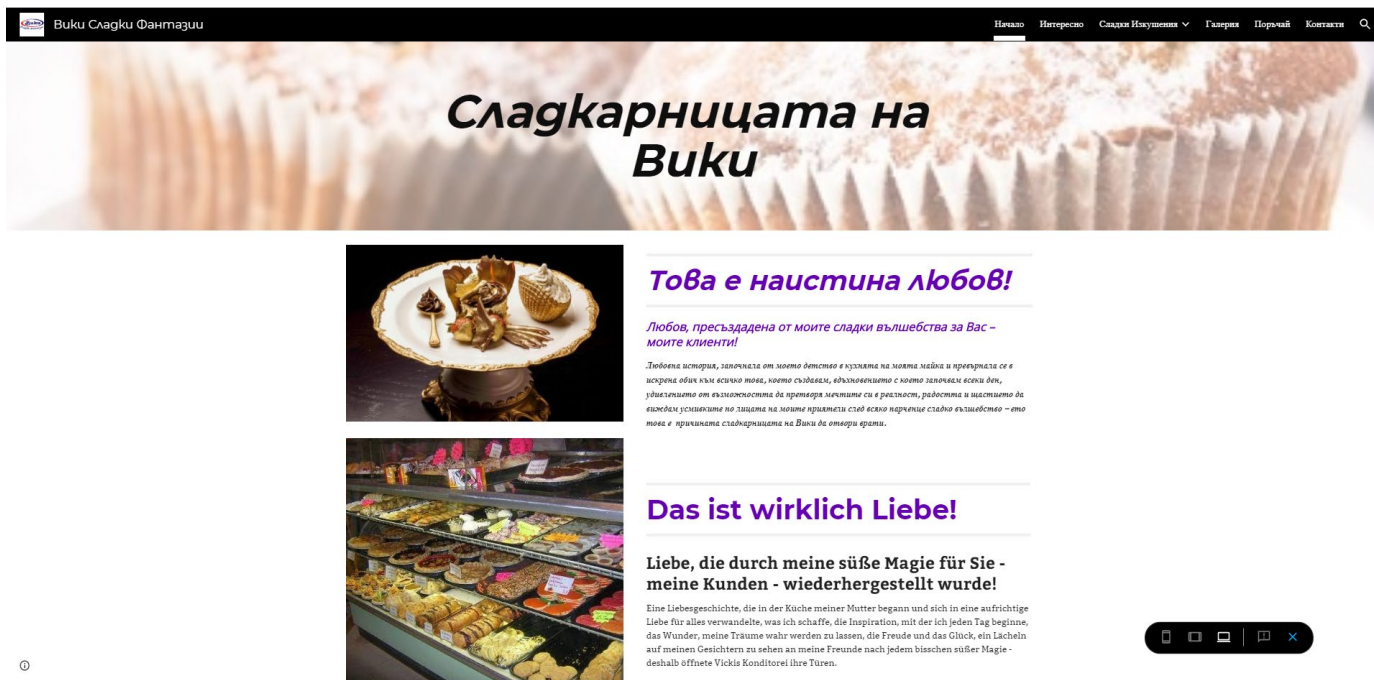 Вики Сладки Фантазии
Начало Интересно Сладки Изкушения Галерия Поръчай Контакти
Сладкарницата на
Вики
Това е наистина любов!
Любов, пресъздадена от моите сладки вълшебства за Вас –
моите клиенти!
Любовна история, започнала от моето детство в кухнята на моята майка и превърнала се в
искрена обич към всичко това, което създавам, вдъхновението с което започвам всеки ден,
удивлението от възможността да претворя мечтите си в реалност, радостта и щастието да
виждам усмивките по лицата на моите приятели след всяко парченце сладко вълшебство – ето
това е причината сладкарницата на Вики да отвори врати.
Das ist wirklich Liebe!
Liebe, die durch meine süße Magie für Sie -
meine Kunden - wiederhergestellt wurde!
Eine Liebesgeschichte, die in der Küche meiner Mutter begann und sich in eine aufrichtige
Liebe für alles verwandelte, was ich schaffe, die Inspiration, mit der ich jeden Tag beginne,
das Wunder, meine Träume wahr werden zu lassen, die Freude und das Glück, ein Lächeln
auf meinen Gesichtern zu sehen an meine Freunde nach jedem bisschen süßer Magie -
deshalb öffnete Vickis Konditorei ihre Türen.